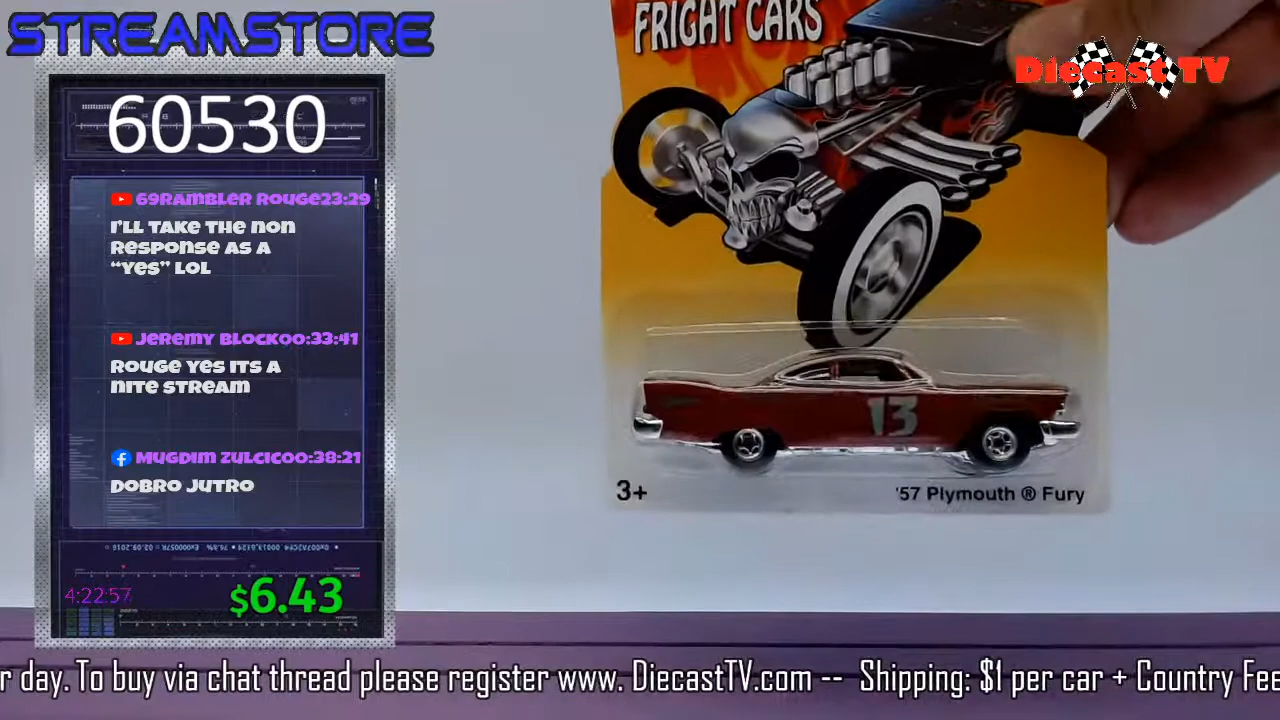 STREAMSTORE
60530
69RAMBLER ROUGE23:29
I'LL TAKE THE NON
RESPONSE AS A
“YES” LOL
JEREMY BLOCK00:33:41
ROUGE YES ITS A
NITE STREAM
MUGDIM ZULCIC00:38:21
DOBRO JUTRO
4:22:57
$6.43
FRIGHT CARS
Diecast TV
13
3+
'57 Plymouth ® Fury
r day. To buy via chat thread please register www. DiecastTV.com -- Shipping: $1 per car + Country Fee